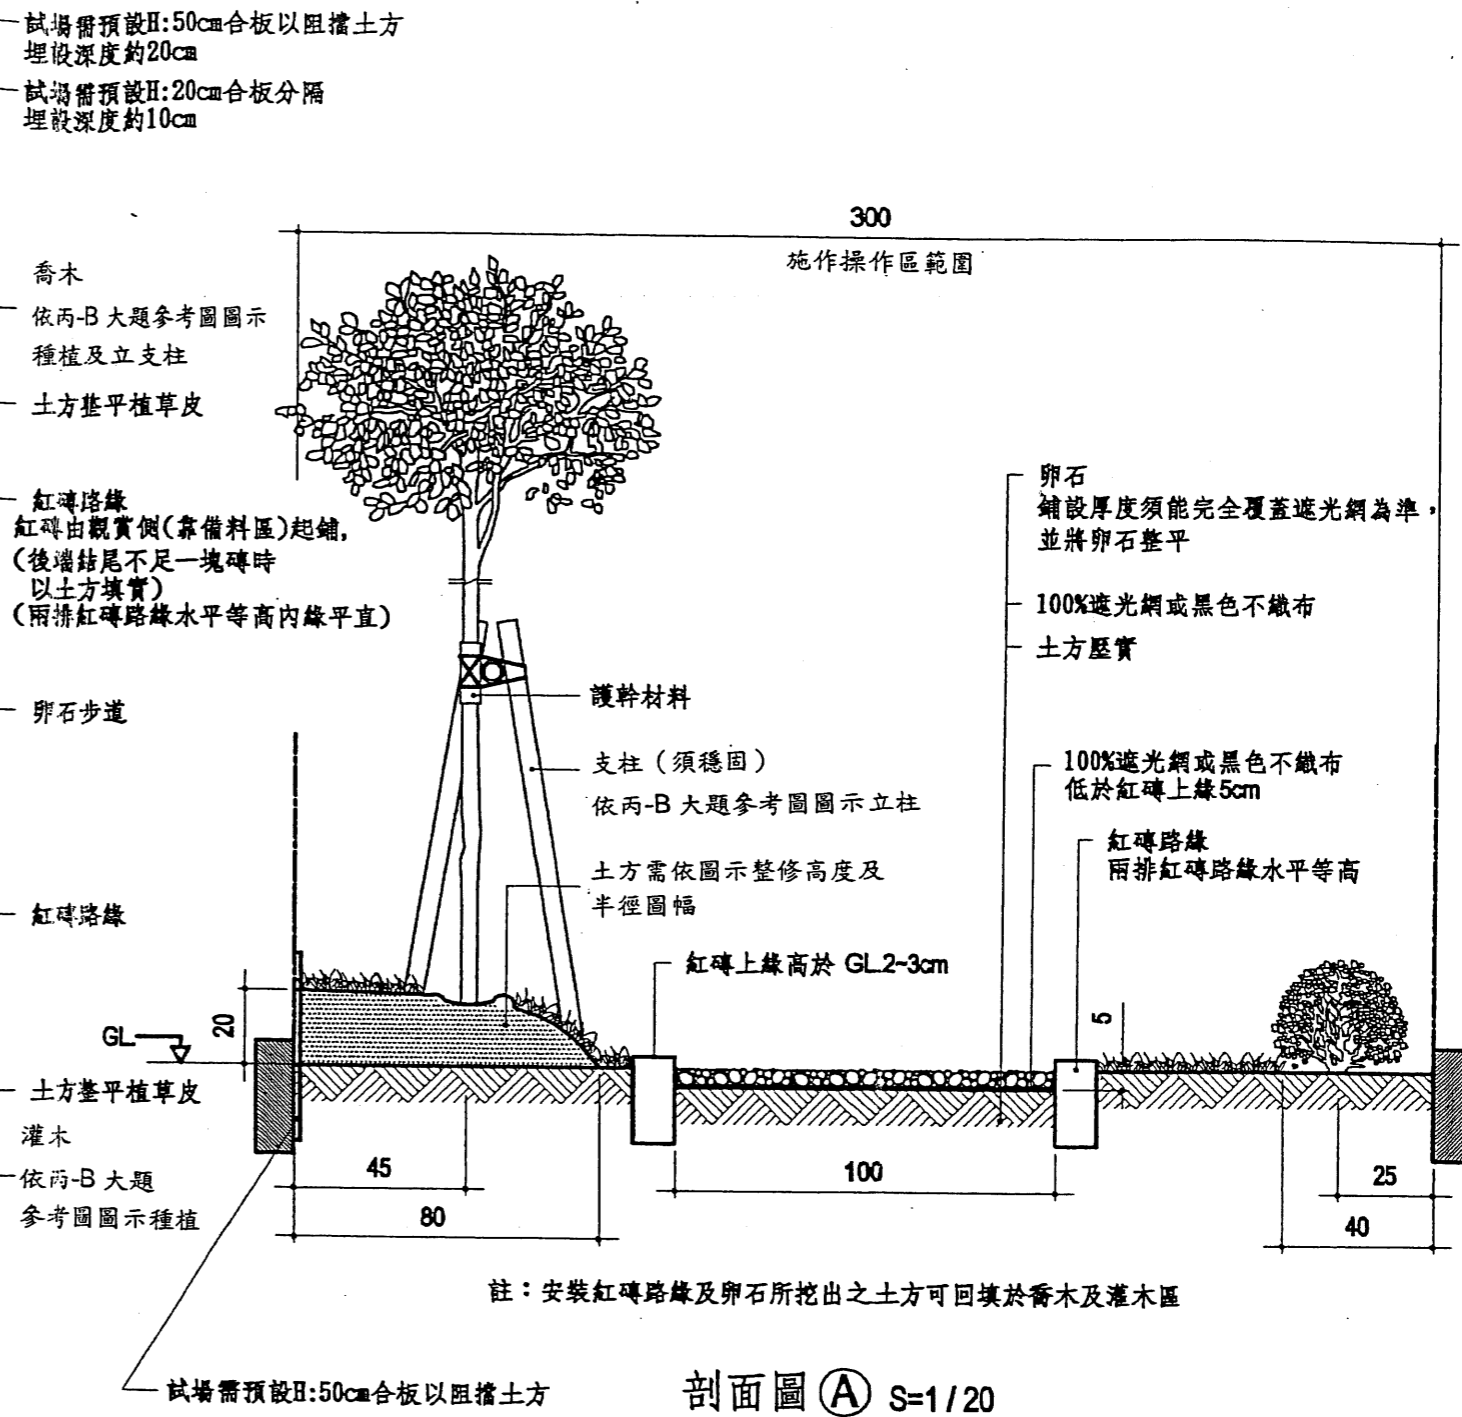 試場需預設H:50cm合板以阻擋土方
埋設深度約20cm
試場需預設H:20cm合板分隔
埋設深度約10cm
300
施作操作區範圍
喬木
依丙-B 大題參考圖圖示
種植及立支柱
土方整平植草皮
紅磚路緣
紅磚由觀賞側(靠備料區)起鋪,
(後端結尾不足一塊磚時
以土方填實)
(兩排紅磚路緣水平等高內緣平直)
卵石步道
紅磚路緣
卵石
鋪設厚度須能完全覆蓋遮光網為準,
並將卵石整平
100%遮光網或黑色不織布
土方壓實
護幹材料
支柱（須穩固）
依丙-B 大題參考圖圖示立柱
土方需依圖示整修高度及
半徑圖幅
100%遮光網或黑色不織布
低於紅磚上緣5cm
紅磚路緣
兩排紅磚路緣水平等高
紅磚上緣高於 GL.2~3cm
20
GL
5
土方整平植草皮
灌木
依丙-B 大題
參考圖圖示種植
45
80
100
25
40
註：安裝紅磚路緣及卵石所挖出之土方可回填於喬木及灌木區
試場需預設H:50cm合板以阻擋土方
剖面圖 A S=1/20